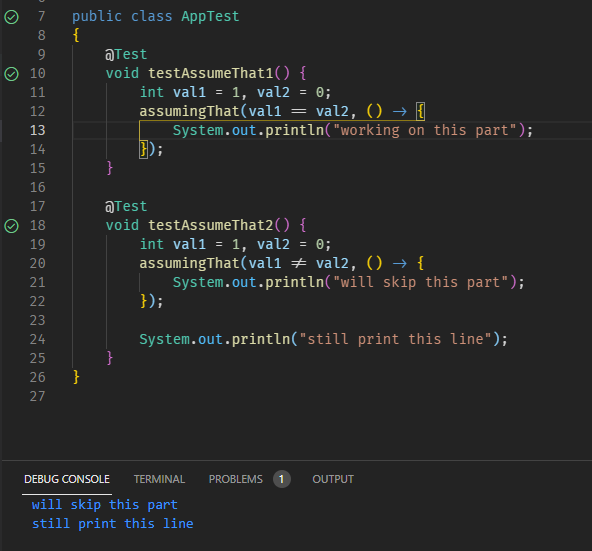 7 public class AppTest
8 {
9 @Test
10 void testAssumeThat1() {
11 int val1 = 1, val2 = 0;
12 assumingThat(val1 == val2, () -> {
13 System.out.println("working on this part");
14 });
15 }
16
17 @Test
18 void testAssumeThat2() {
19 int val1 = 1, val2 = 0;
20 assumingThat(val1 != val2, () -> {
21 System.out.println("will skip this part");
22 });
23
24 System.out.println("still print this line");
25 }
26 }
27
DEBUG CONSOLE TERMINAL PROBLEMS 1 OUTPUT
will skip this part
still print this line